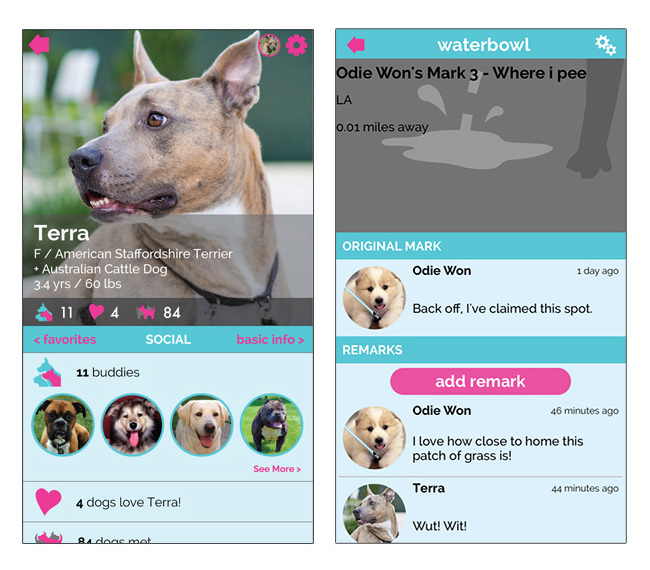 Terra
F / American Staffordshire Terrier
+ Australian Cattle Dog
3.4 yrs / 60 lbs
11 4 84
< favorites SOCIAL basic info >
11 buddies
See More >
4 dogs love Terra!
84 dogs met
waterbowl
Odie Won's Mark 3 - Where i pee
LA
0.01 miles away
ORIGINAL MARK
Odie Won 1 day ago
Back off, I've claimed this spot.
REMARKS
add remark
Odie Won 46 minutes ago
I love how close to home this
patch of grass is!
Terra 44 minutes ago
Wut! Wit!